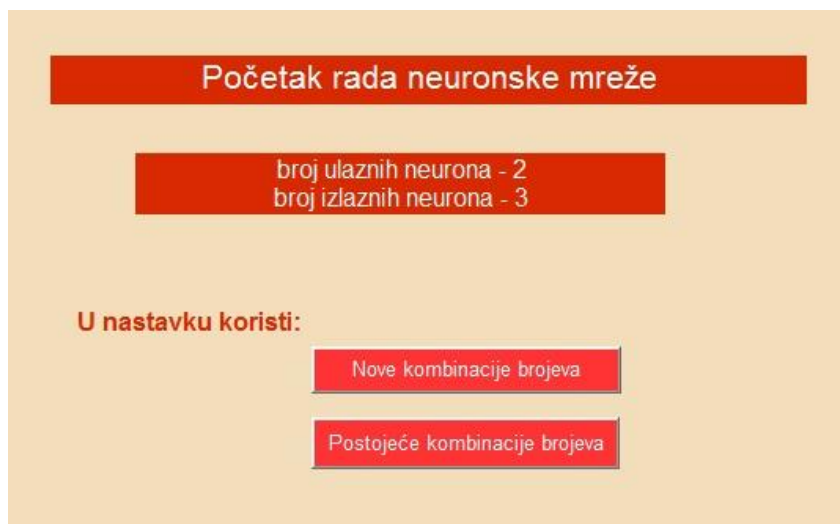 Početak rada neuronske mreže
broj ulaznih neurona - 2
broj izlaznih neurona - 3
U nastavku koristi:
Nove kombinacije brojeva
Postojeće kombinacije brojeva